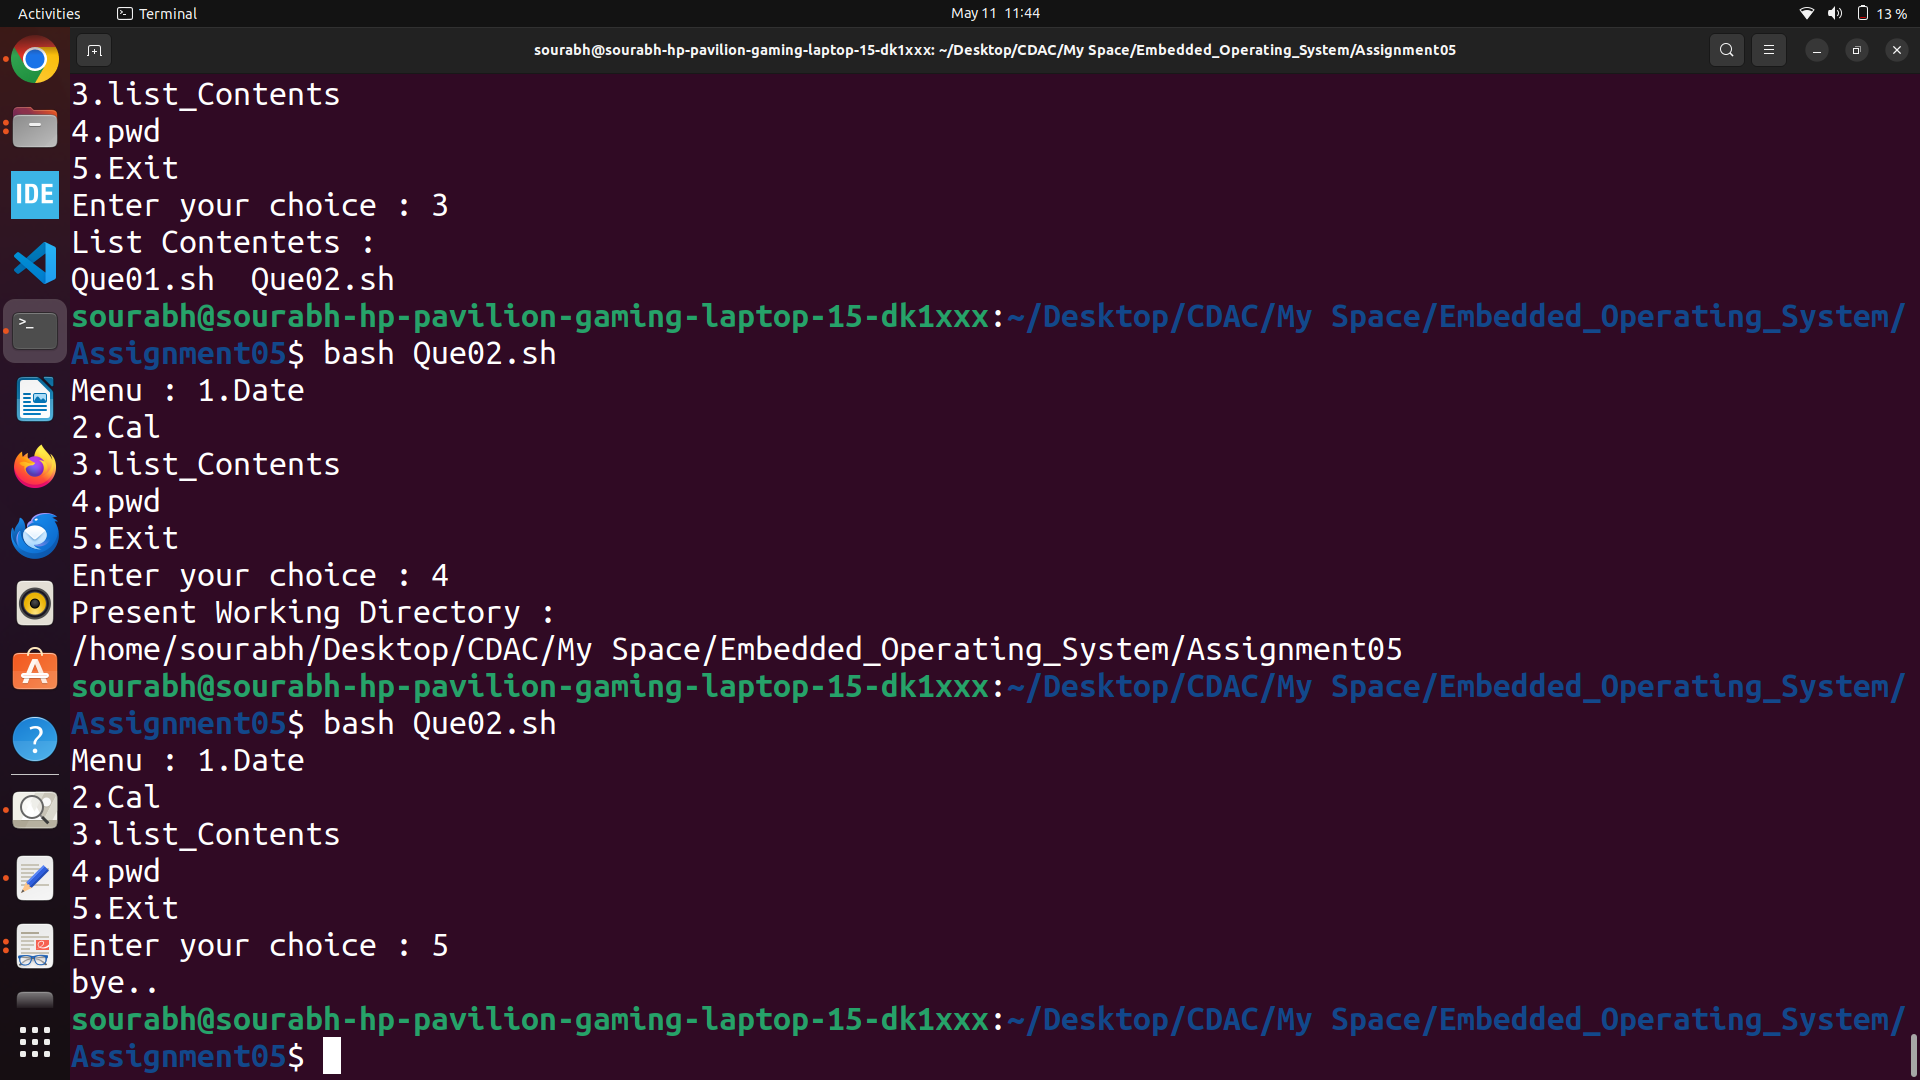 Activities
Terminal
May 11 11:44
13 %
sourabh@sourabh-hp-pavilion-gaming-laptop-15-dk1xxx: ~/Desktop/CDAC/My Space/Embedded_Operating_System/Assignment05
IDE
3.list_Contents
4.pwd
5.Exit
Enter your choice : 3
List Contentets :
Que01.sh  Que02.sh
sourabh@sourabh-hp-pavilion-gaming-laptop-15-dk1xxx:~/Desktop/CDAC/My Space/Embedded_Operating_System/
Assignment05$ bash Que02.sh
Menu : 1.Date
2.Cal
3.list_Contents
4.pwd
5.Exit
Enter your choice : 4
Present Working Directory :
/home/sourabh/Desktop/CDAC/My Space/Embedded_Operating_System/Assignment05
sourabh@sourabh-hp-pavilion-gaming-laptop-15-dk1xxx:~/Desktop/CDAC/My Space/Embedded_Operating_System/
Assignment05$ bash Que02.sh
Menu : 1.Date
2.Cal
3.list_Contents
4.pwd
5.Exit
Enter your choice : 5
bye..
sourabh@sourabh-hp-pavilion-gaming-laptop-15-dk1xxx:~/Desktop/CDAC/My Space/Embedded_Operating_System/
Assignment05$